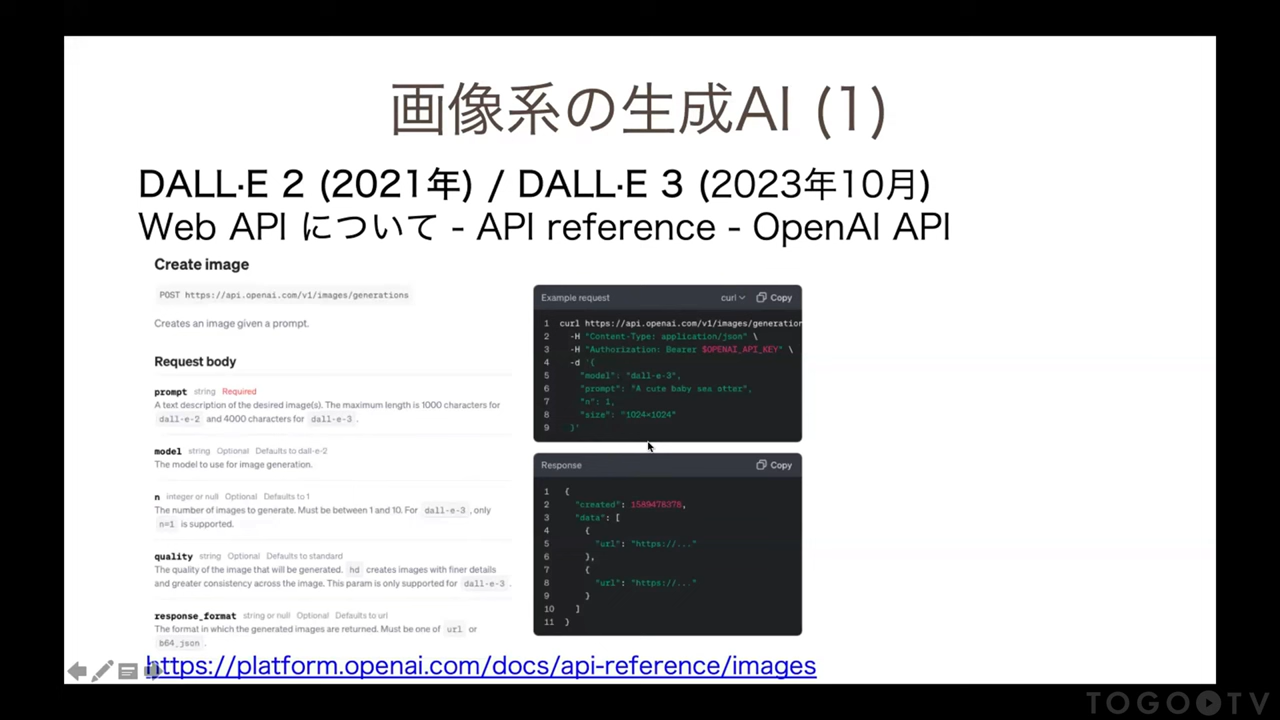 画像系の生成AI (1)
DALL·E 2 (2021年) / DALL·E 3 (2023年10月)
Web API について - API reference - OpenAI API
Create image
POST https://api.openai.com/v1/images/generations
Creates an image given a prompt.
Request body
prompt string Required
A text description of the desired image(s). The maximum length is 1000 characters for
dall-e-2 and 4000 characters for dall-e-3.
model string Optional Defaults to dall-e-2
The model to use for image generation.
n integer or null Optional Defaults to 1
The number of images to generate. Must be between 1 and 10. For dall-e-3, only
n=1 is supported.
quality string Optional Defaults to standard
The quality of the image that will be generated. hd creates images with finer details
and greater consistency across the image. This param is only supported for dall-e-3.
response_format string or null Optional Defaults to url
The format in which the generated images are returned. Must be one of url or
b64_json.
Example request curl Copy
1 curl https://api.openai.com/v1/images/generation
2 -H "Content-Type: application/json" \
3 -H "Authorization: Bearer $OPENAI_API_KEY" \
4 -d '{
5 "model": "dall-e-3",
6 "prompt": "A cute baby sea otter",
7 "n": 1,
8 "size": "1024x1024"
9 }'
Response Copy
1 {
2 "created": 1589478378,
3 "data": [
4 {
5 "url": "https://..."
6 },
7 {
8 "url": "https://..."
9 }
10 ]
11 }
https://platform.openai.com/docs/api-reference/images
TOGO TV